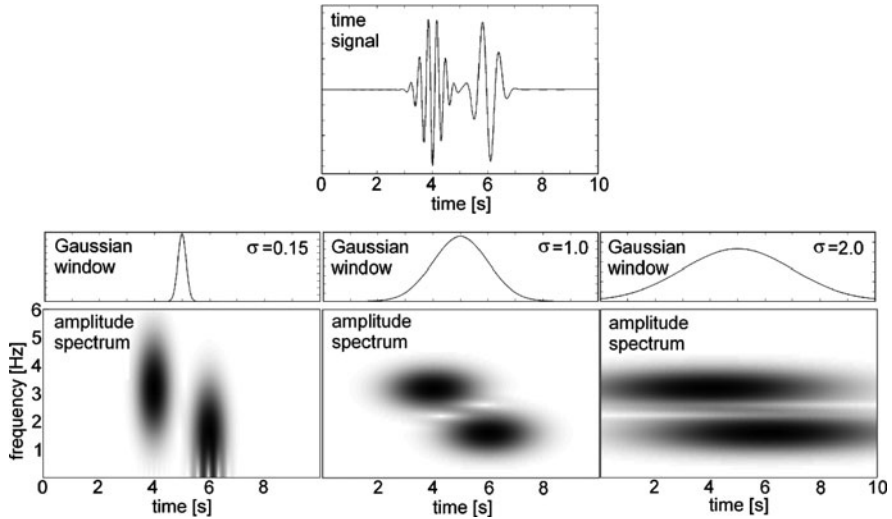 time
signal
0 2 4 6 8 10
time [s]
Gaussian
window
σ=0.15
Gaussian
window
σ=1.0
Gaussian
window
σ=2.0
amplitude
spectrum
amplitude
spectrum
amplitude
spectrum
frequency [Hz]
6
5
4
3
2
1
0 2 4 6 8
time [s]
2 4 6 8
time [s]
2 4 6 8 10
time [s]